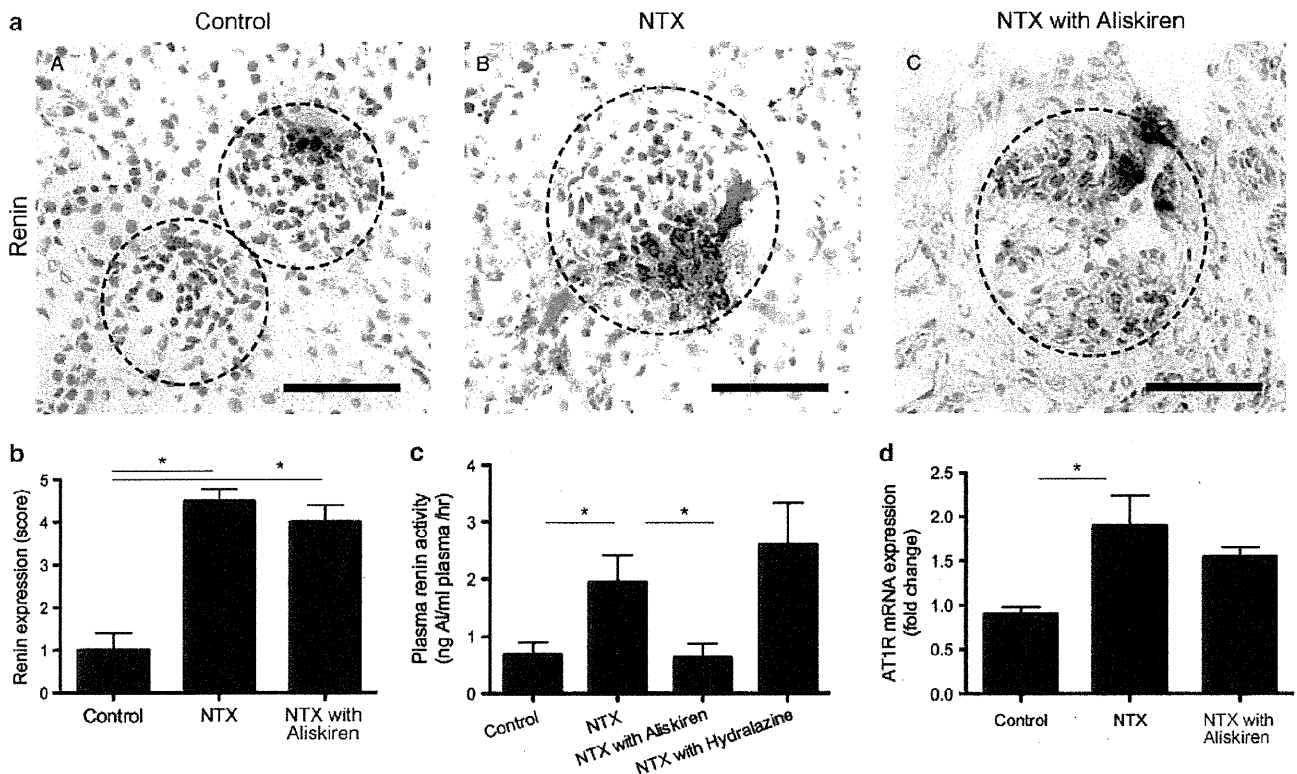 a
Control
NTX
NTX with Aliskiren
Renin
A
B
C
b
Renin expression (score)
5
4
3
2
1
0
*
*
Control
NTX
NTX with
Aliskiren
c
Plasma renin activity
(ng AI/ml plasma /hr)
4
3
2
1
0
*
*
Control
NTX
NTX with Aliskiren
NTX with Hydralazine
d
AT1R mRNA expression
(fold change)
2.5
2.0
1.5
1.0
0.5
0.0
*
Control
NTX
NTX with
Aliskiren